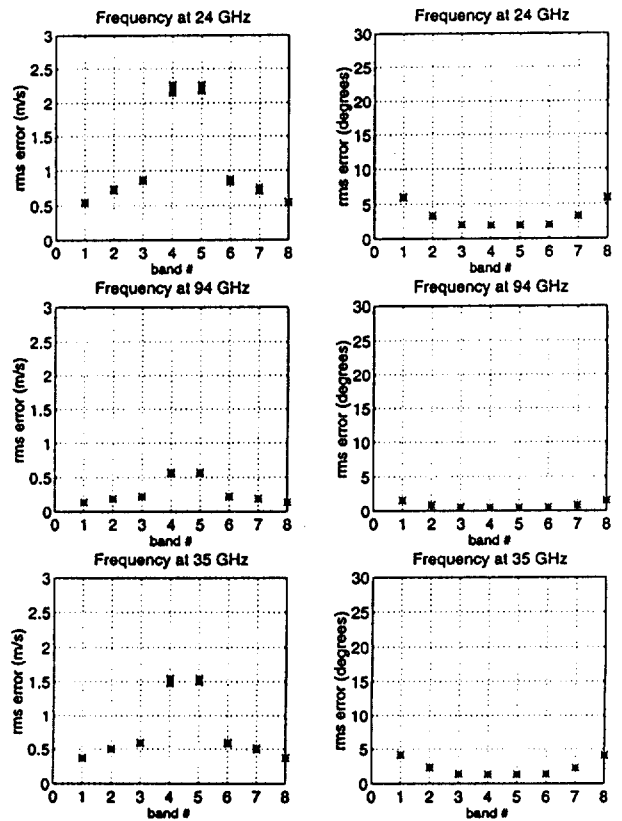 Frequency at 24 GHz
rms error (m/s)
3
2.5
2
1.5
1
0.5
0
0 1 2 3 4 5 6 7 8
band #
Frequency at 24 GHz
rms error (degrees)
30
25
20
15
10
5
0
0 1 2 3 4 5 6 7 8
band #
Frequency at 94 GHz
rms error (m/s)
3
2.5
2
1.5
1
0.5
0
0 1 2 3 4 5 6 7 8
band #
Frequency at 94 GHz
rms error (degrees)
30
25
20
15
10
5
0
0 1 2 3 4 5 6 7 8
band #
Frequency at 35 GHz
rms error (m/s)
3
2.5
2
1.5
1
0.5
0
0 1 2 3 4 5 6 7 8
band #
Frequency at 35 GHz
rms error (degrees)
30
25
20
15
10
5
0
0 1 2 3 4 5 6 7 8
band #